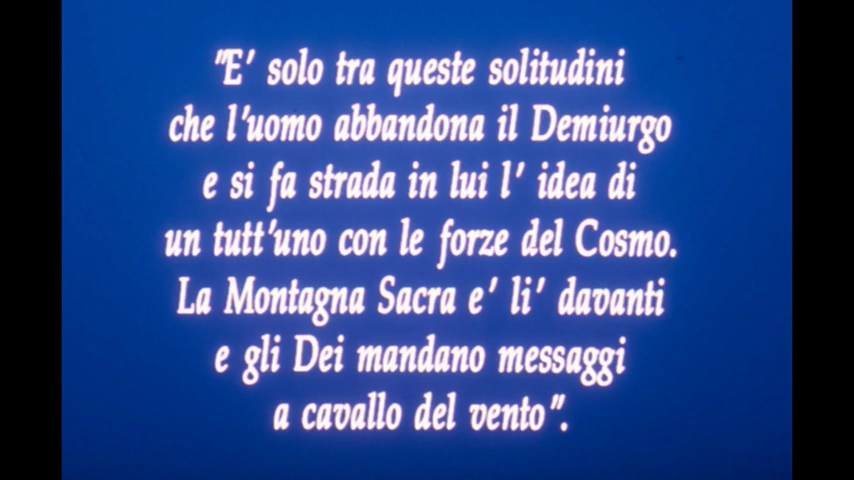 "E' solo tra queste solitudini
che l'uomo abbandona il Demiurgo
e si fa strada in lui l' idea di
un tutt'uno con le forze del Cosmo.
La Montagna Sacra e' li' davanti
e gli Dei mandano messaggi
a cavallo del vento".